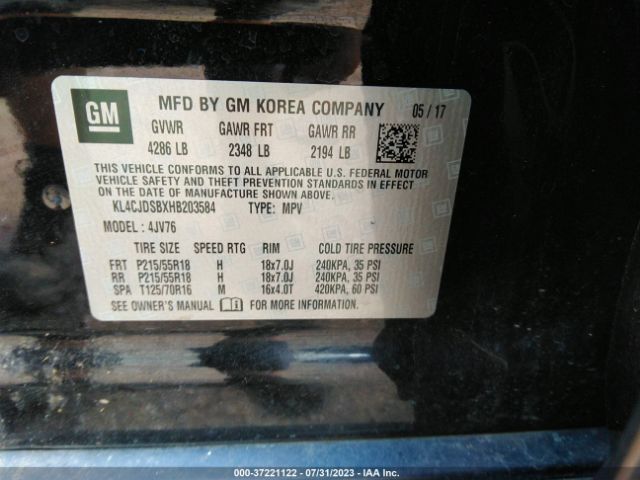 GM MFD BY GM KOREA COMPANY 05/17
GVWR GAWR FRT GAWR RR
4286 LB 2348 LB 2194 LB
THIS VEHICLE CONFORMS TO ALL APPLICABLE U.S. FEDERAL MOTOR
VEHICLE SAFETY AND THEFT PREVENTION STANDARDS IN EFFECT
ON THE DATE OF MANUFACTURE SHOWN ABOVE.
KL4CJDSBXHB203584 TYPE: MPV
MODEL: 4JV76
TIRE SIZE SPEED RTG RIM COLD TIRE PRESSURE
FRT P215/55R18 H 18x7.0J 240KPA, 35 PSI
RR P215/55R18 H 18x7.0J 240KPA, 35 PSI
SPA T125/70R16 M 16x4.0T 420KPA, 60 PSI
SEE OWNER'S MANUAL FOR MORE INFORMATION.
000-37221122 - 07/31/2023 - IAA Inc.